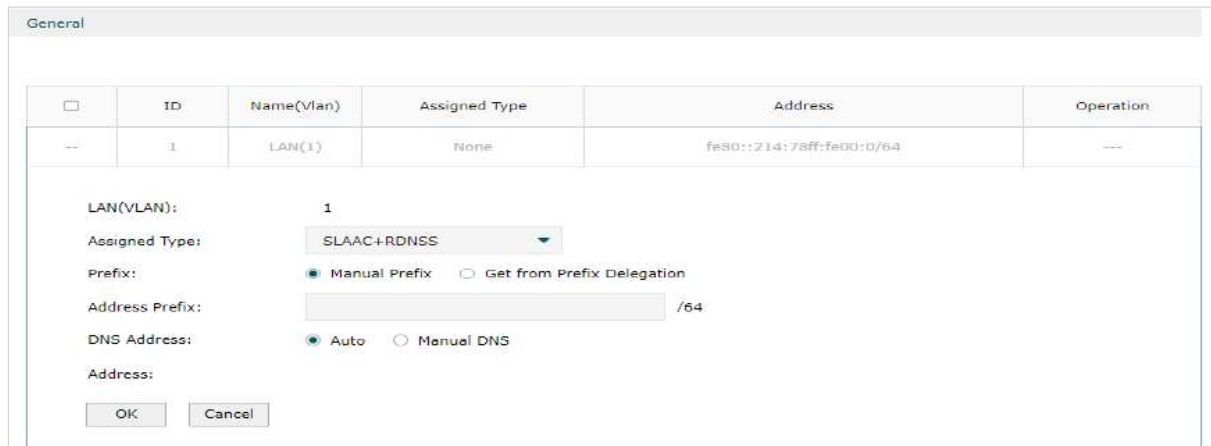 General
ID Name(Vlan) Assigned Type Address Operation
-- 1 LAN(1) None fe80::214:78ff:fe00:0/64 ---
LAN(VLAN): 1
Assigned Type: SLAAC+RDNSS
Prefix: Manual Prefix Get from Prefix Delegation
Address Prefix: /64
DNS Address: Auto Manual DNS
Address:
OK Cancel